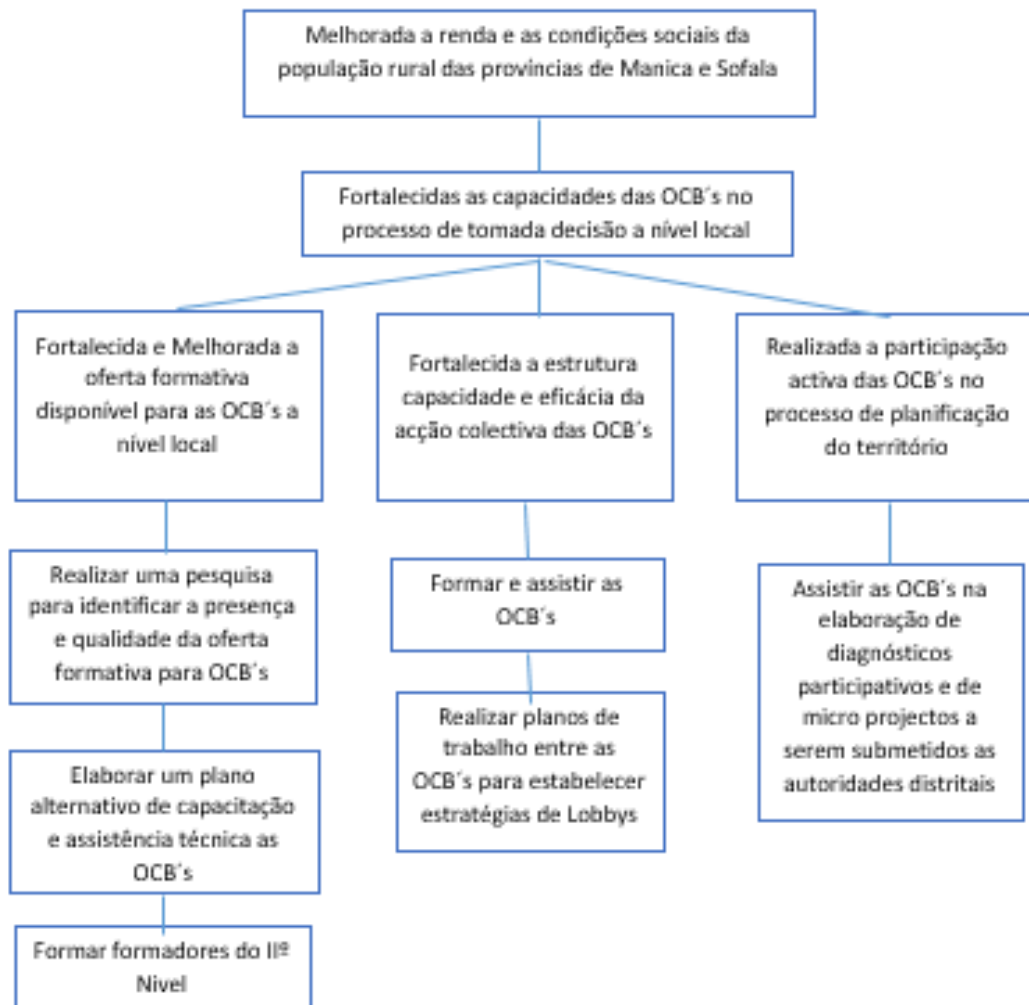 Melhorada a renda e as condições sociais da
população rural das provincias de Manica e Sofala
Fortalecidas as capacidades das OCB´s no
processo de tomada decisão a nível local
Fortalecida e Melhorada a
oferta formativa
disponível para as OCB´s a
nível local
Fortalecida a estrutura
capacidade e eficácia da
acção colectiva das OCB´s
Realizada a participação
activa das OCB´s no
processo de planificação
do território
Realizar uma pesquisa
para identificar a presença
e qualidade da oferta
formativa para OCB´s
Formar e assistir as
OCB´s
Assistir as OCB´s na
elaboração de
diagnósticos
participativos e de
micro projectos a
serem submetidos as
autoridades distritais
Realizar planos de
trabalho entre as
OCB´s para estabelecer
estratégias de Lobbys
Elaborar um plano
alternativo de capacitação
e assistência técnica as
OCB´s
Formar formadores do IIº
Nivel